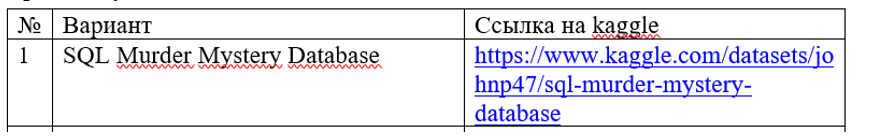 № Вариант Ссылка на kaggle
1 SQL Murder Mystery Database https://www.kaggle.com/datasets/jo
hnp47/sql-murder-mystery-
database